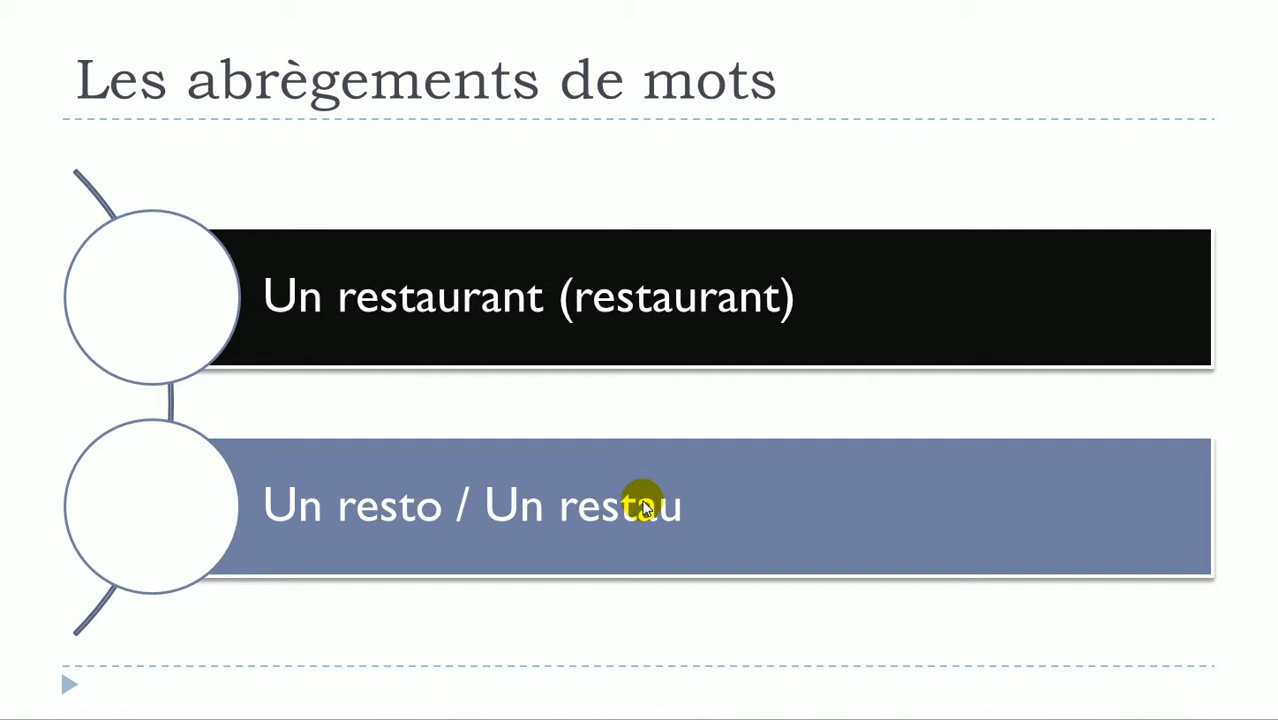 Les abrègements de mots
Un restaurant (restaurant)
Un resto / Un restau